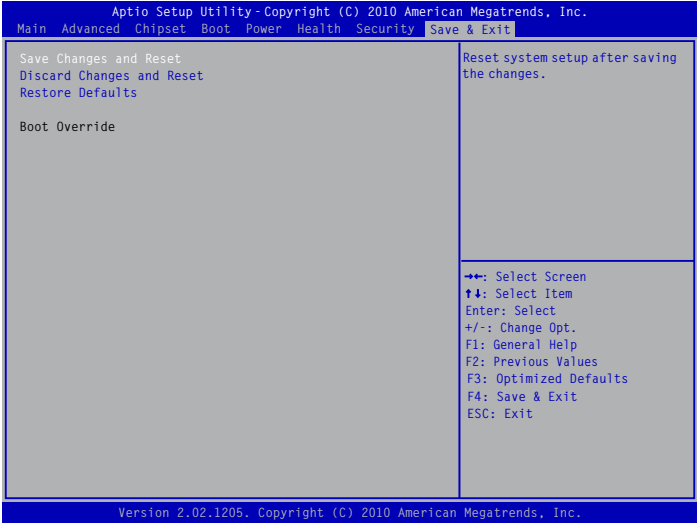 Aptio Setup Utility - Copyright (C) 2010 American Megatrends, Inc.
Main Advanced Chipset Boot Power Health Security Save & Exit
Save Changes and Reset
Discard Changes and Reset
Restore Defaults
Boot Override
Reset system setup after saving
the changes.
→←: Select Screen
↑↓: Select Item
Enter: Select
+/-: Change Opt.
F1: General Help
F2: Previous Values
F3: Optimized Defaults
F4: Save & Exit
ESC: Exit
Version 2.02.1205. Copyright (C) 2010 American Megatrends, Inc.